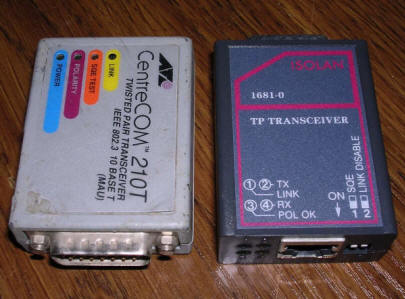 LINK
SQE TEST
POLARITY
POWER
CentreCOM™ 210T
TWISTED PAIR TRANSCEIVER
IEEE 802.3 10 BASE T
(MAU)
ISOLAN
1681-0
TP TRANSCEIVER
① ② TX
LINK
③ ④ RX
POL OK
ON
SQE
LINK DISABLE
1 2